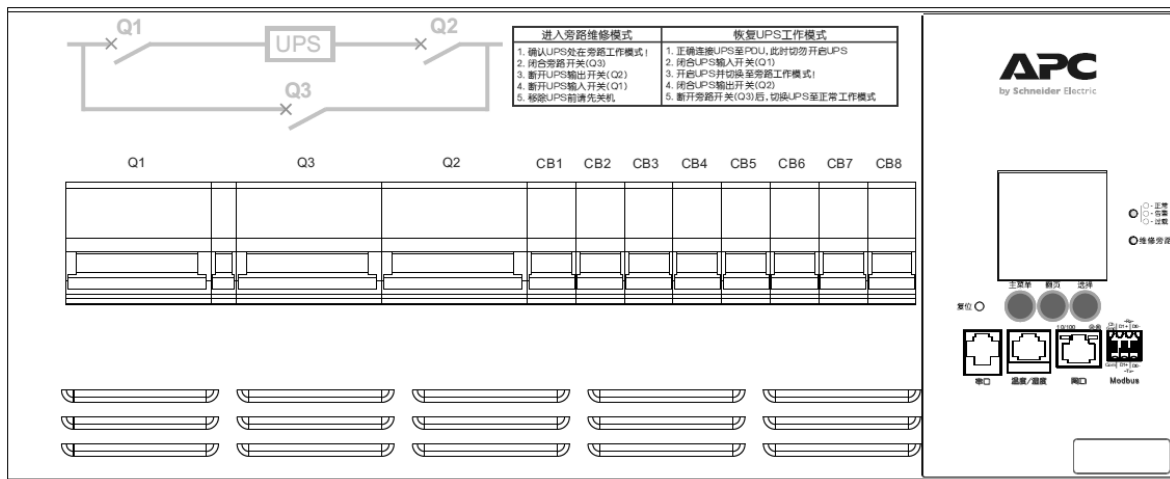 Q1
Q2
UPS
Q3
进入旁路维修模式
1. 确认UPS处在旁路工作模式!
2. 闭合旁路开关(Q3)
3. 断开UPS输出开关(Q2)
4. 断开UPS输入开关(Q1)
5. 移除UPS前请先关机
恢复UPS工作模式
1. 正确连接UPS至PDU,此时切勿开启UPS
2. 闭合UPS输入开关(Q1)
3. 开启UPS并切换至旁路工作模式!
4. 闭合UPS输出开关(Q2)
5. 断开旁路开关(Q3)后,切换UPS至正常工作模式
APC
by Schneider Electric
Q1 Q3 Q2 CB1 CB2 CB3 CB4 CB5 CB6 CB7 CB8
正常
告警
过载
维修旁路
主菜单 翻页 选择
复位
10/100
D1+ D0-
串口 温度/湿度 网口 Modbus